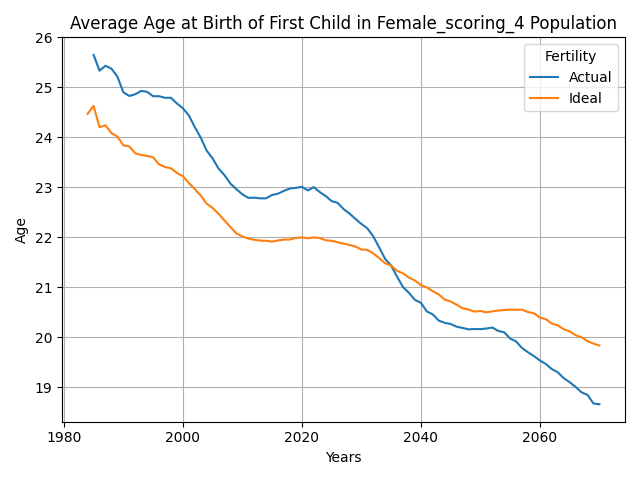 Average Age at Birth of First Child in Female_scoring_4 Population
26
25
24
23
22
21
20
19
Age
Fertility
Actual
Ideal
1980 2000 2020 2040 2060
Years